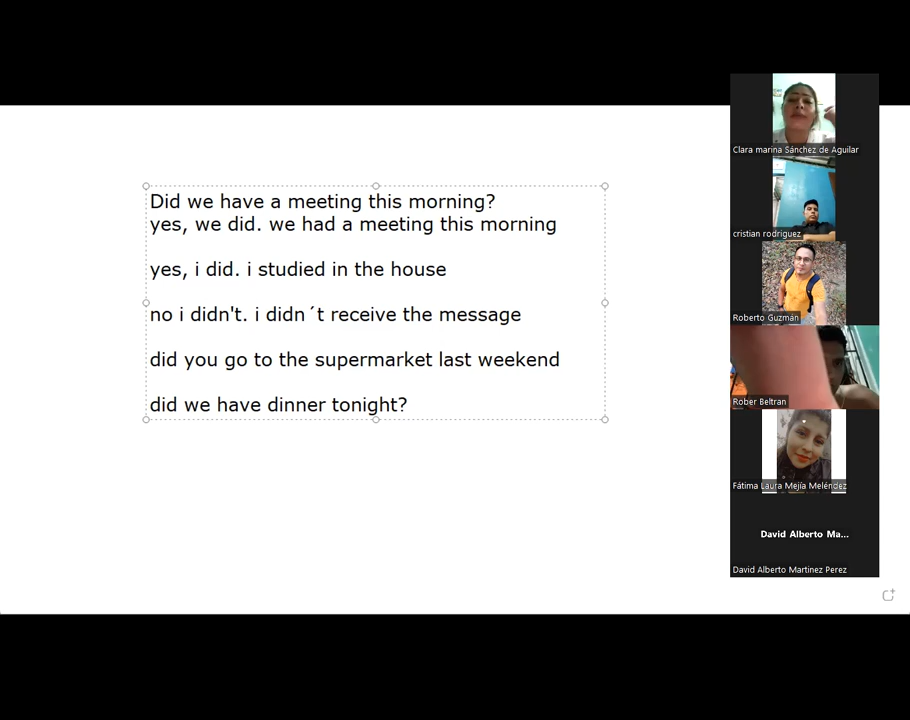 Did we have a meeting this morning?
yes, we did. we had a meeting this morning
yes, i did. i studied in the house
no i didn't. i didn´t receive the message
did you go to the supermarket last weekend
did we have dinner tonight?
Clara marina Sánchez de Aguilar
cristian rodriguez
Roberto Guzmán
Rober Beltran
Fátima Laura Mejía Meléndez
David Alberto Ma...
David Alberto Martinez Perez